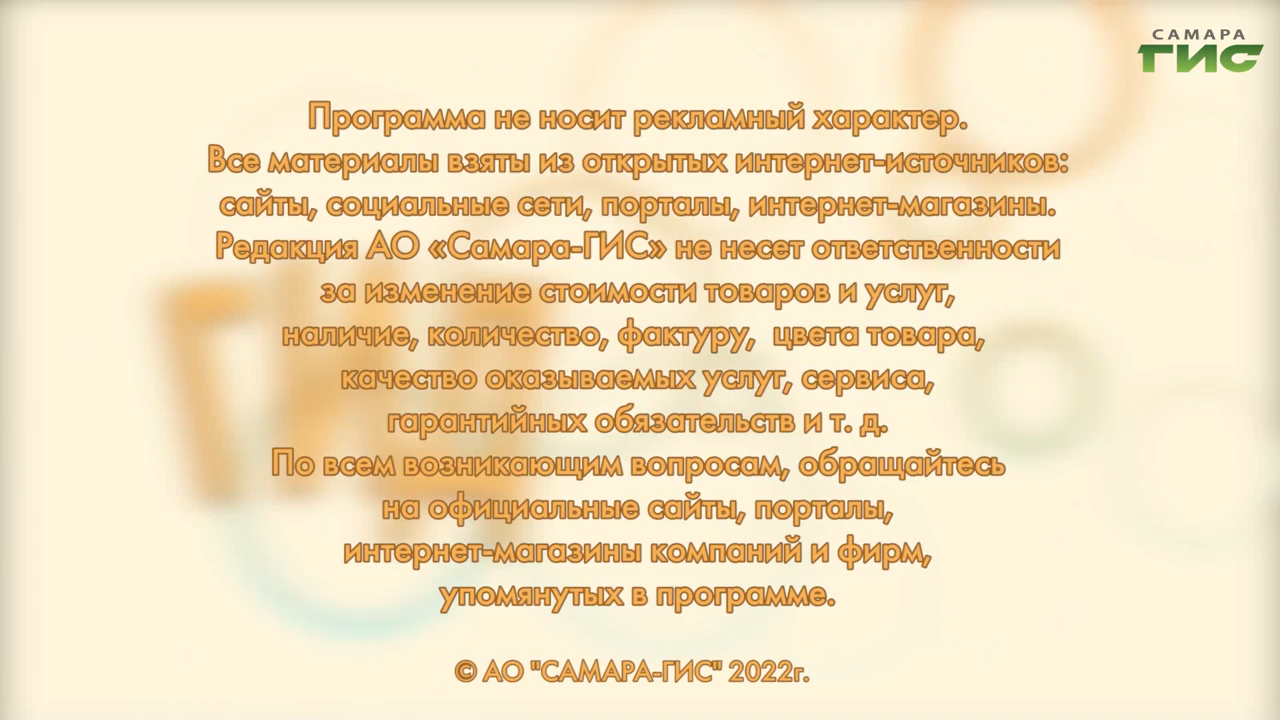 САМАРА
ГИС
Программа не носит рекламный характер.
Все материалы взяты из открытых интернет-источников:
сайты, социальные сети, порталы, интернет-магазины.
Редакция АО «Самара-ГИС» не несет ответственности
за изменение стоимости товаров и услуг,
наличие, количество, фактуру, цвета товара,
качество оказываемых услуг, сервиса,
гарантийных обязательств и т. д.
По всем возникающим вопросам, обращайтесь
на официальные сайты, порталы,
интернет-магазины компаний и фирм,
упомянутых в программе.
© АО "САМАРА-ГИС" 2022г.